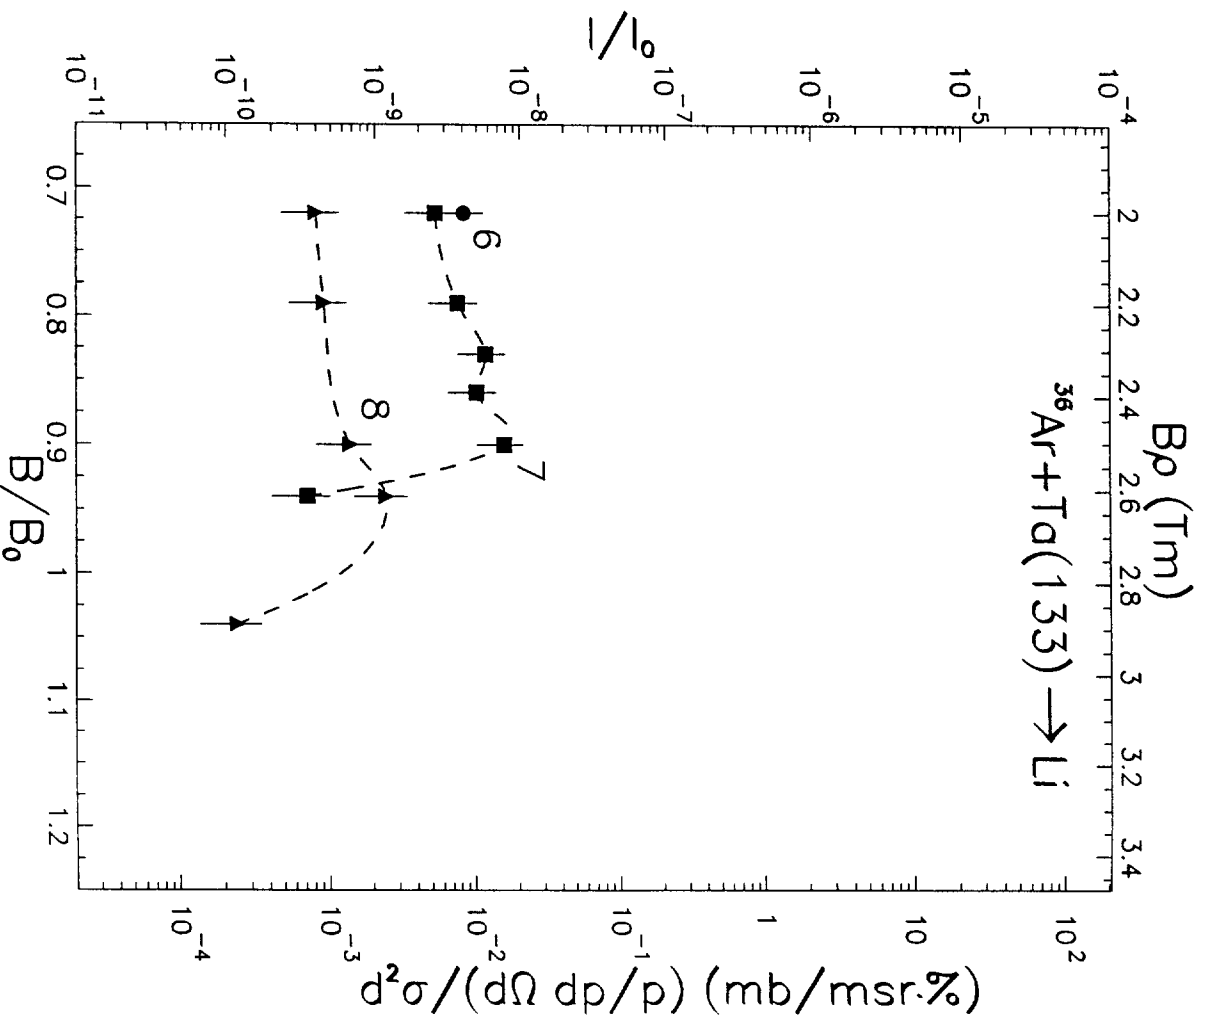 Bρ (Tm)
2 2.2 2.4 2.6 2.8 3 3.2 3.4
³⁶Ar+Ta(133)→Li
I/I₀
10⁻⁴
10⁻⁵
10⁻⁶
10⁻⁷
10⁻⁸
10⁻⁹
10⁻¹⁰
10⁻¹¹
6
7
8
10²
10
1
10⁻¹
10⁻²
10⁻³
10⁻⁴
d²σ/(dΩ dp/p) (mb/msr.%)
0.7 0.8 0.9 1 1.1 1.2
B/B₀